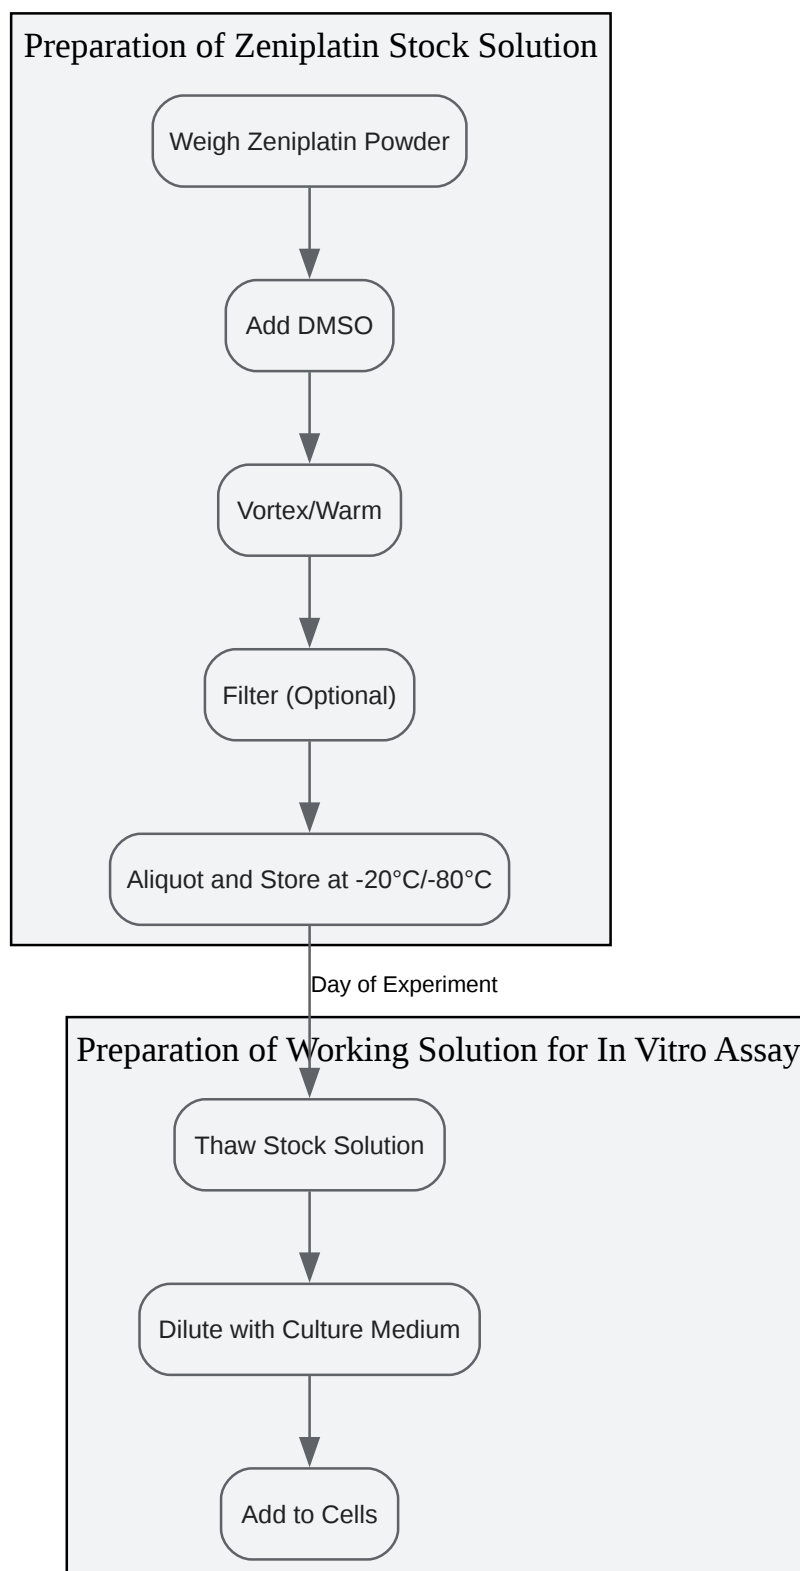 Preparation of Zeniplatin Stock Solution
Weigh Zeniplatin Powder
Add DMSO
Vortex/Warm
Filter (Optional)
Aliquot and Store at -20°C/-80°C
Day of Experiment
Preparation of Working Solution for In Vitro Assay
Thaw Stock Solution
Dilute with Culture Medium
Add to Cells